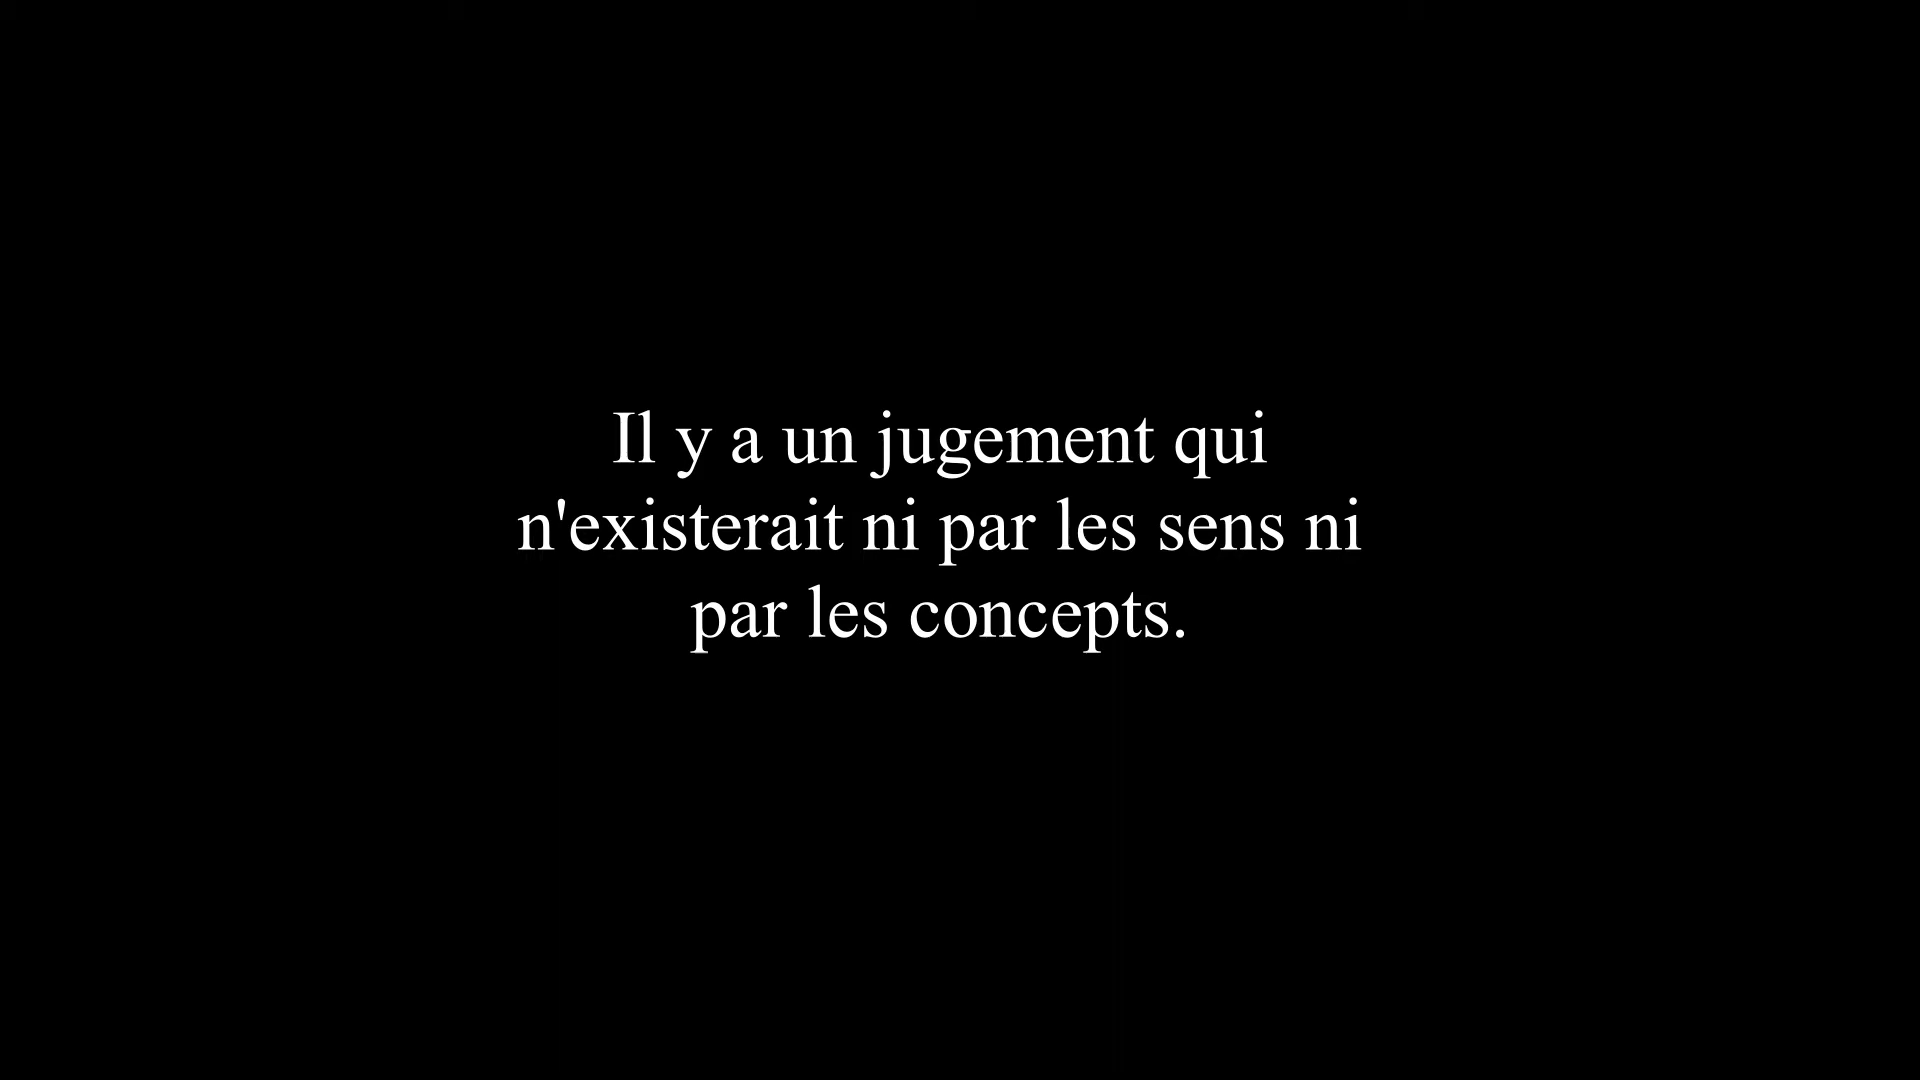 Il y a un jugement qui
n'existerait ni par les sens ni
par les concepts.